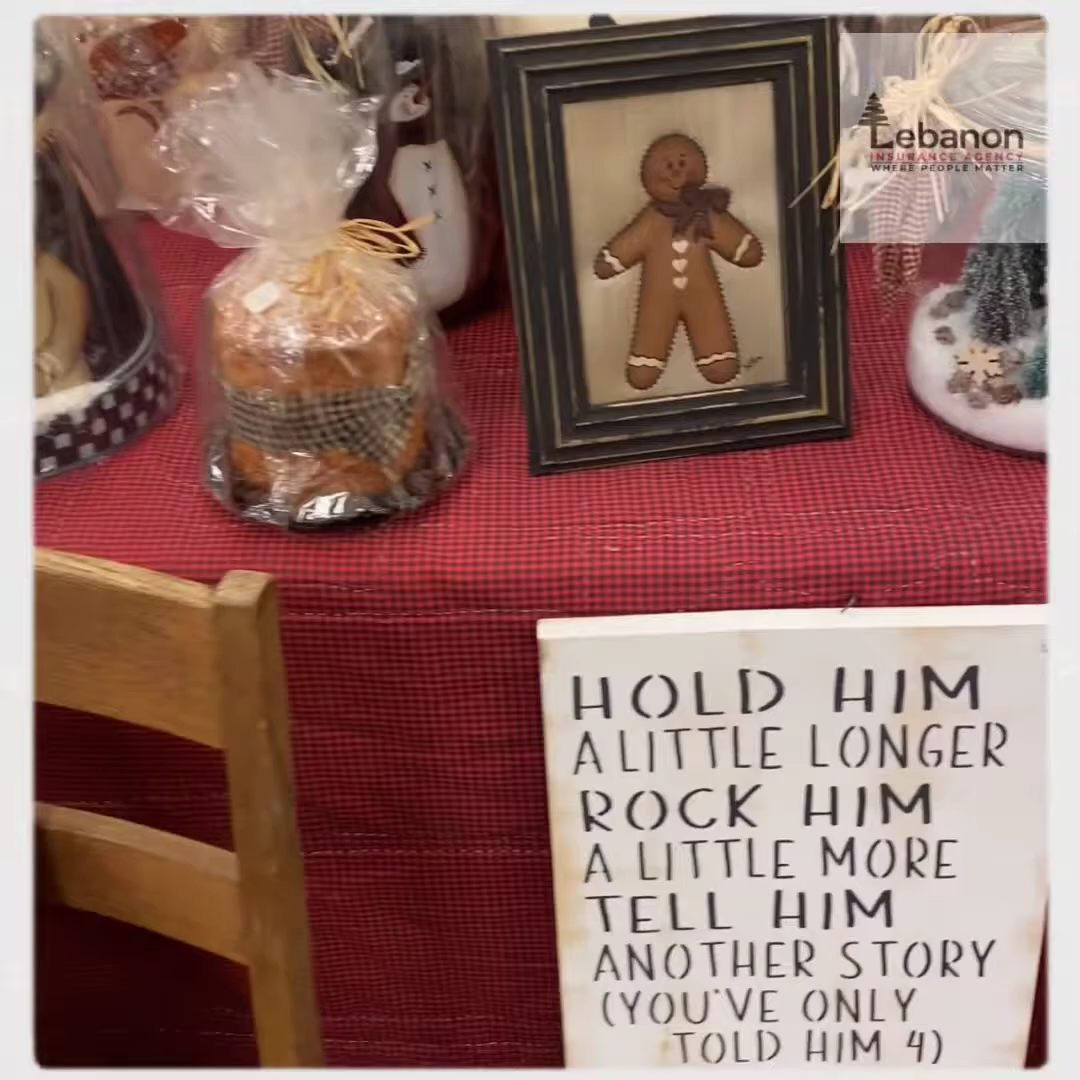 Lebanon
INSURANCE AGENCY
WHERE PEOPLE MATTER
HOLD HIM
A LITTLE LONGER
ROCK HIM
A LITTLE MORE
TELL HIM
ANOTHER STORY
(YOU'VE ONLY
TOLD HIM 4)